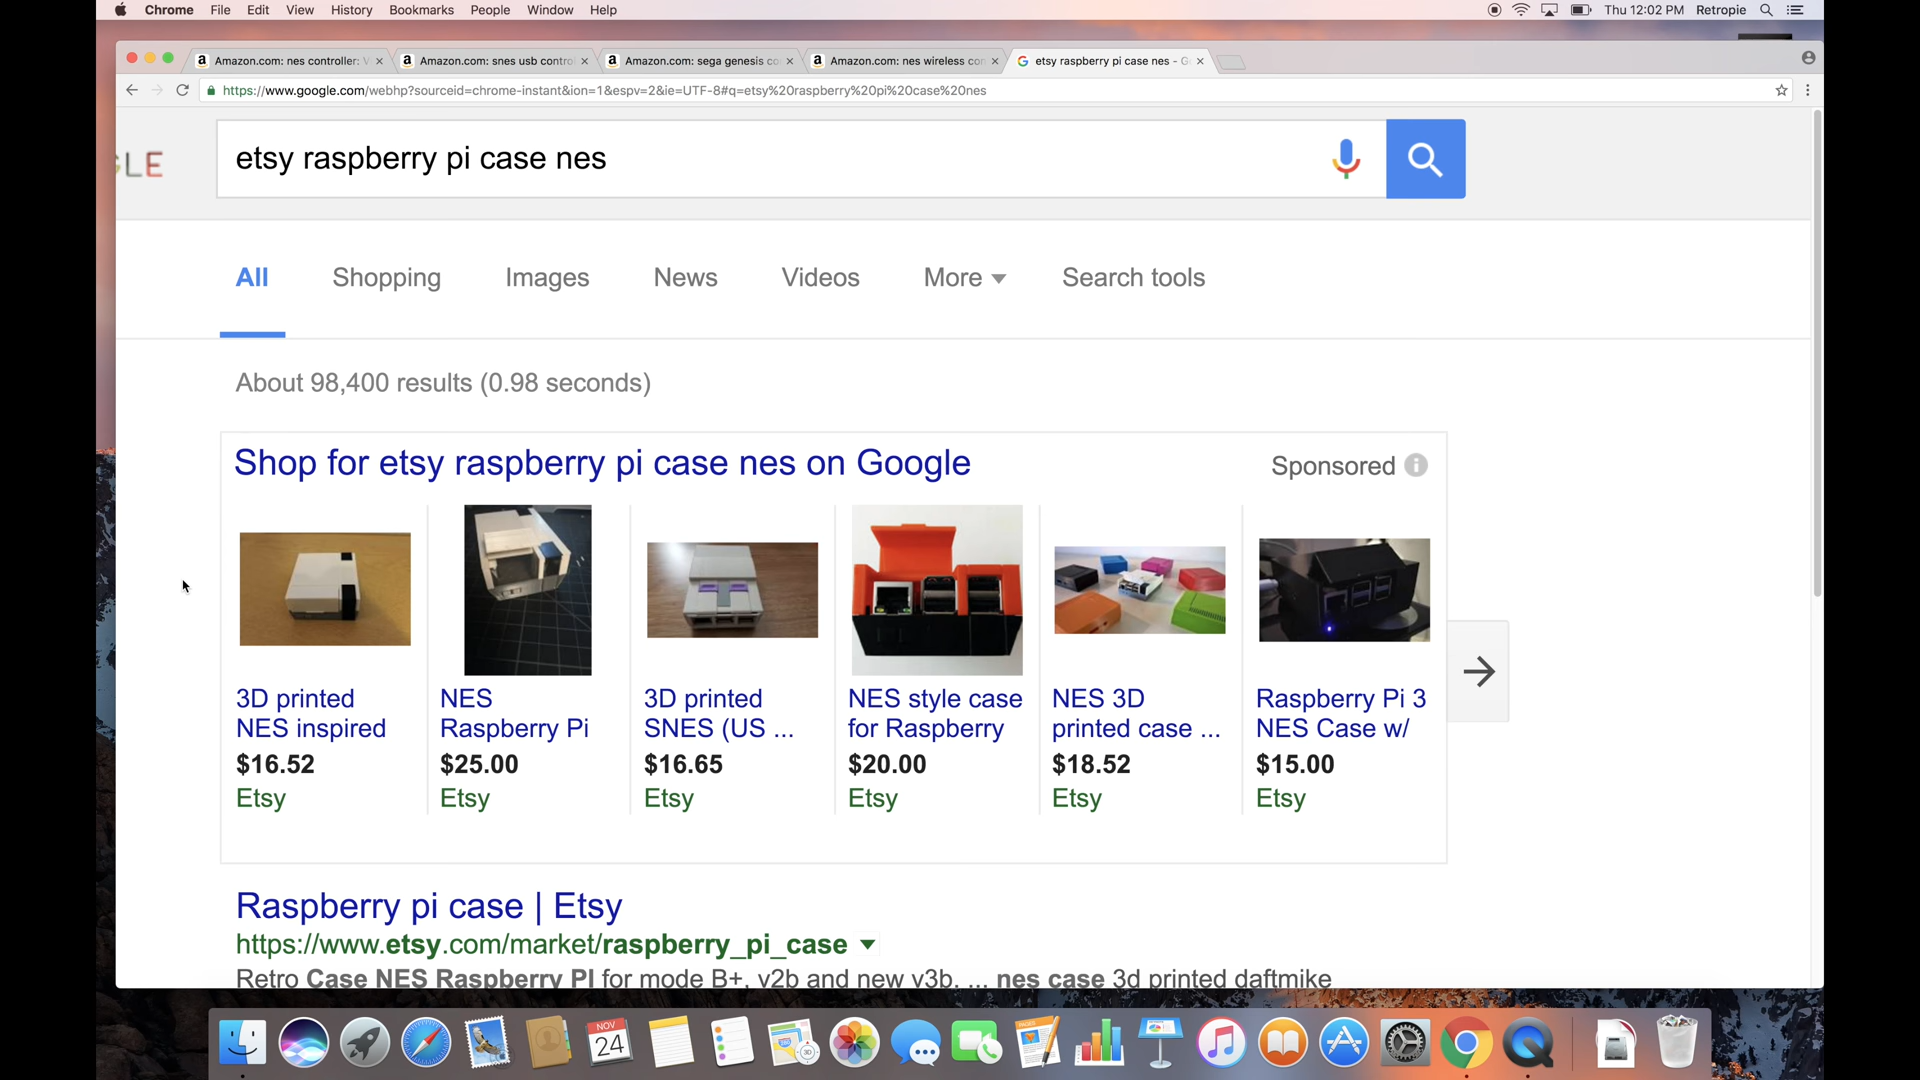 Chrome File Edit View History Bookmarks People Window Help Thu 12:02 PM Retropie
Amazon.com: nes controller: Amazon.com: snes usb contro Amazon.com: sega genesis co Amazon.com: nes wireless con etsy raspberry pi case nes - G
https://www.google.com/webhp?sourceid=chrome-instant&ion=1&espv=2&ie=UTF-8#q=etsy%20raspberry%20pi%20case%20nes
GLE
etsy raspberry pi case nes
All Shopping Images News Videos More Search tools
About 98,400 results (0.98 seconds)
Shop for etsy raspberry pi case nes on Google
Sponsored
3D printed
NES inspired
$16.52
Etsy
NES
Raspberry Pi
$25.00
Etsy
3D printed
SNES (US ...
$16.65
Etsy
NES style case
for Raspberry
$20.00
Etsy
NES 3D
printed case ...
$18.52
Etsy
Raspberry Pi 3
NES Case w/
$15.00
Etsy
Raspberry pi case | Etsy
https://www.etsy.com/market/raspberry_pi_case
Retro Case NES Raspberry PI for mode B+, v2b and new v3b. ... nes case 3d printed daftmike
NOV
24
PAGES
3D